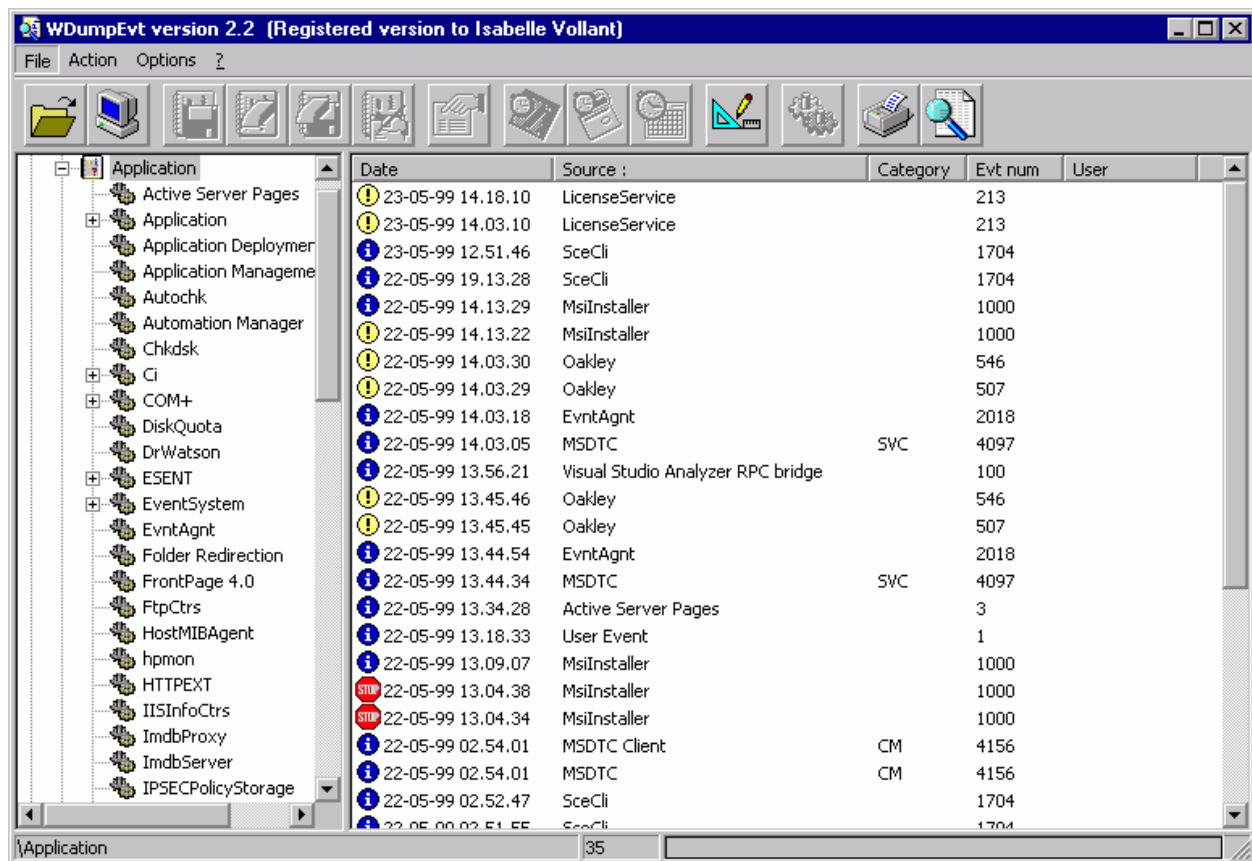 WDumpEvt version 2.2 (Registered version to Isabelle Vollant)
File Action Options ?
Application
Active Server Pages
Application
Application Deploymer
Application Manageme
Autochk
Automation Manager
Chkdsk
Ci
COM+
DiskQuota
DrWatson
ESENT
EventSystem
EvntAgnt
Folder Redirection
FrontPage 4.0
FtpCtrs
HostMIBAgent
hpmon
HTTPEXT
IISInfoCtrs
ImdbProxy
ImdbServer
IPSECPolicyStorage
Date Source : Category Evt num User
23-05-99 14.18.10 LicenseService 213
23-05-99 14.03.10 LicenseService 213
23-05-99 12.51.46 SceCli 1704
22-05-99 19.13.28 SceCli 1704
22-05-99 14.13.29 MsiInstaller 1000
22-05-99 14.13.22 MsiInstaller 1000
22-05-99 14.03.30 Oakley 546
22-05-99 14.03.29 Oakley 507
22-05-99 14.03.18 EvntAgnt 2018
22-05-99 14.03.05 MSDTC SVC 4097
22-05-99 13.56.21 Visual Studio Analyzer RPC bridge 100
22-05-99 13.45.46 Oakley 546
22-05-99 13.45.45 Oakley 507
22-05-99 13.44.54 EvntAgnt 2018
22-05-99 13.44.34 MSDTC SVC 4097
22-05-99 13.34.28 Active Server Pages 3
22-05-99 13.18.33 User Event 1
22-05-99 13.09.07 MsiInstaller 1000
STOP 22-05-99 13.04.38 MsiInstaller 1000
STOP 22-05-99 13.04.34 MsiInstaller 1000
22-05-99 02.54.01 MSDTC Client CM 4156
22-05-99 02.54.01 MSDTC CM 4156
22-05-99 02.52.47 SceCli 1704
22-05-99 02.51.55 SceCli 1704
\Application 35